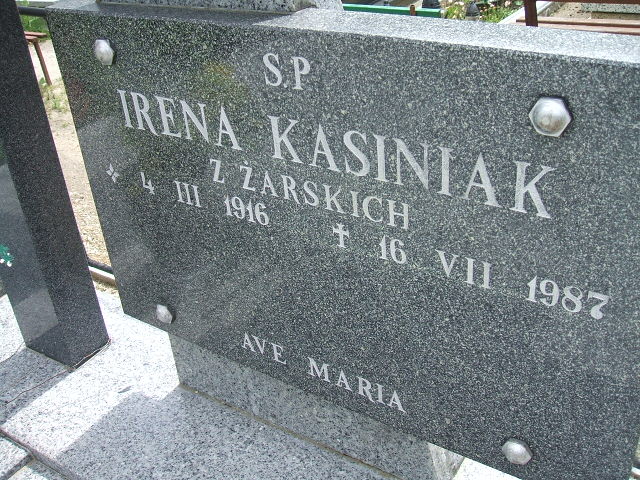 S.P
IRENA KASINIAK
Z ŻARSKICH
* 4 III 1916 † 16 VII 1987
AVE MARIA